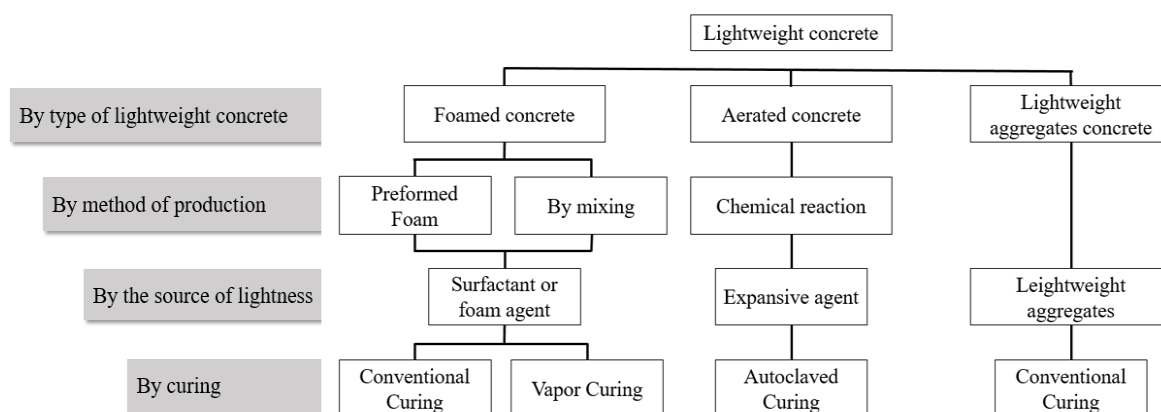 Lightweight concrete
By type of lightweight concrete
Foamed concrete
Aerated concrete
Lightweight
aggregates concrete
By method of production
Preformed
Foam
By mixing
Chemical reaction
By the source of lightness
Surfactant or
foam agent
Expansive agent
Leightweight
aggregates
By curing
Conventional
Curing
Vapor Curing
Autoclaved
Curing
Conventional
Curing